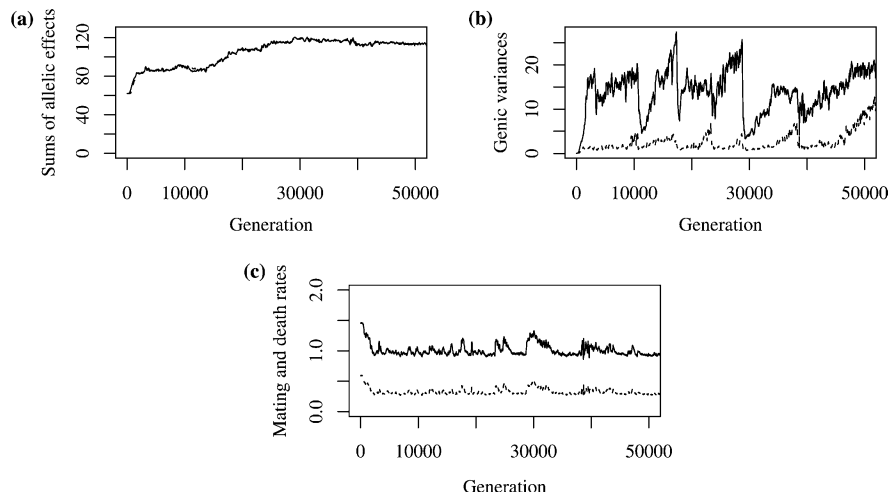 (a)
Sums of allelic effects
120
80
40
0
0 10000 30000 50000
Generation
(b)
Genic variances
20
10
0
0 10000 30000 50000
Generation
(c)
Mating and death rates
2.0
1.0
0.0
0 10000 30000 50000
Generation